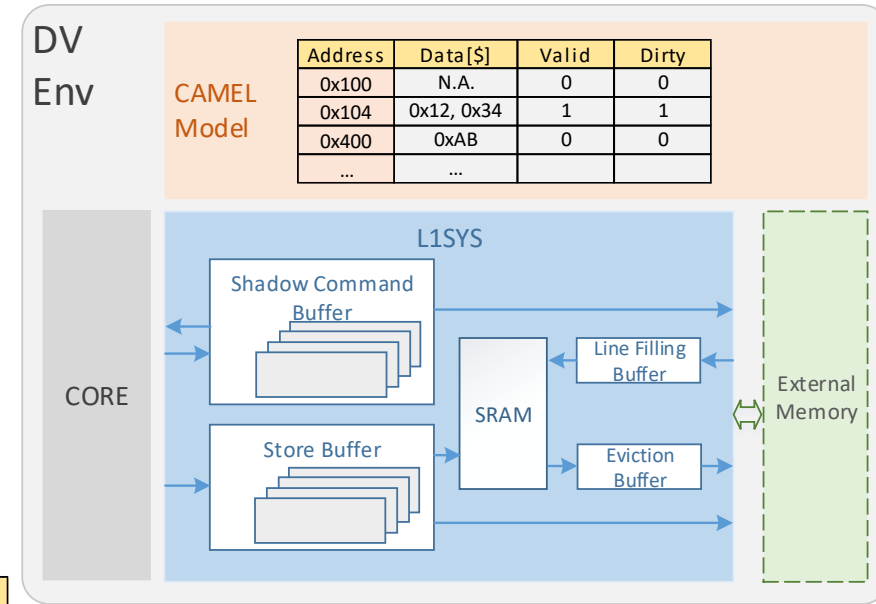 DV
Env
CAMEL
Model
Address Data[$] Valid Dirty
0x100 N.A. 0 0
0x104 0x12, 0x34 1 1
0x400 0xAB 0 0
... ...
L1SYS
Shadow Command
Buffer
CORE
Store Buffer
SRAM
Line Filling
Buffer
Eviction
Buffer
External
Memory